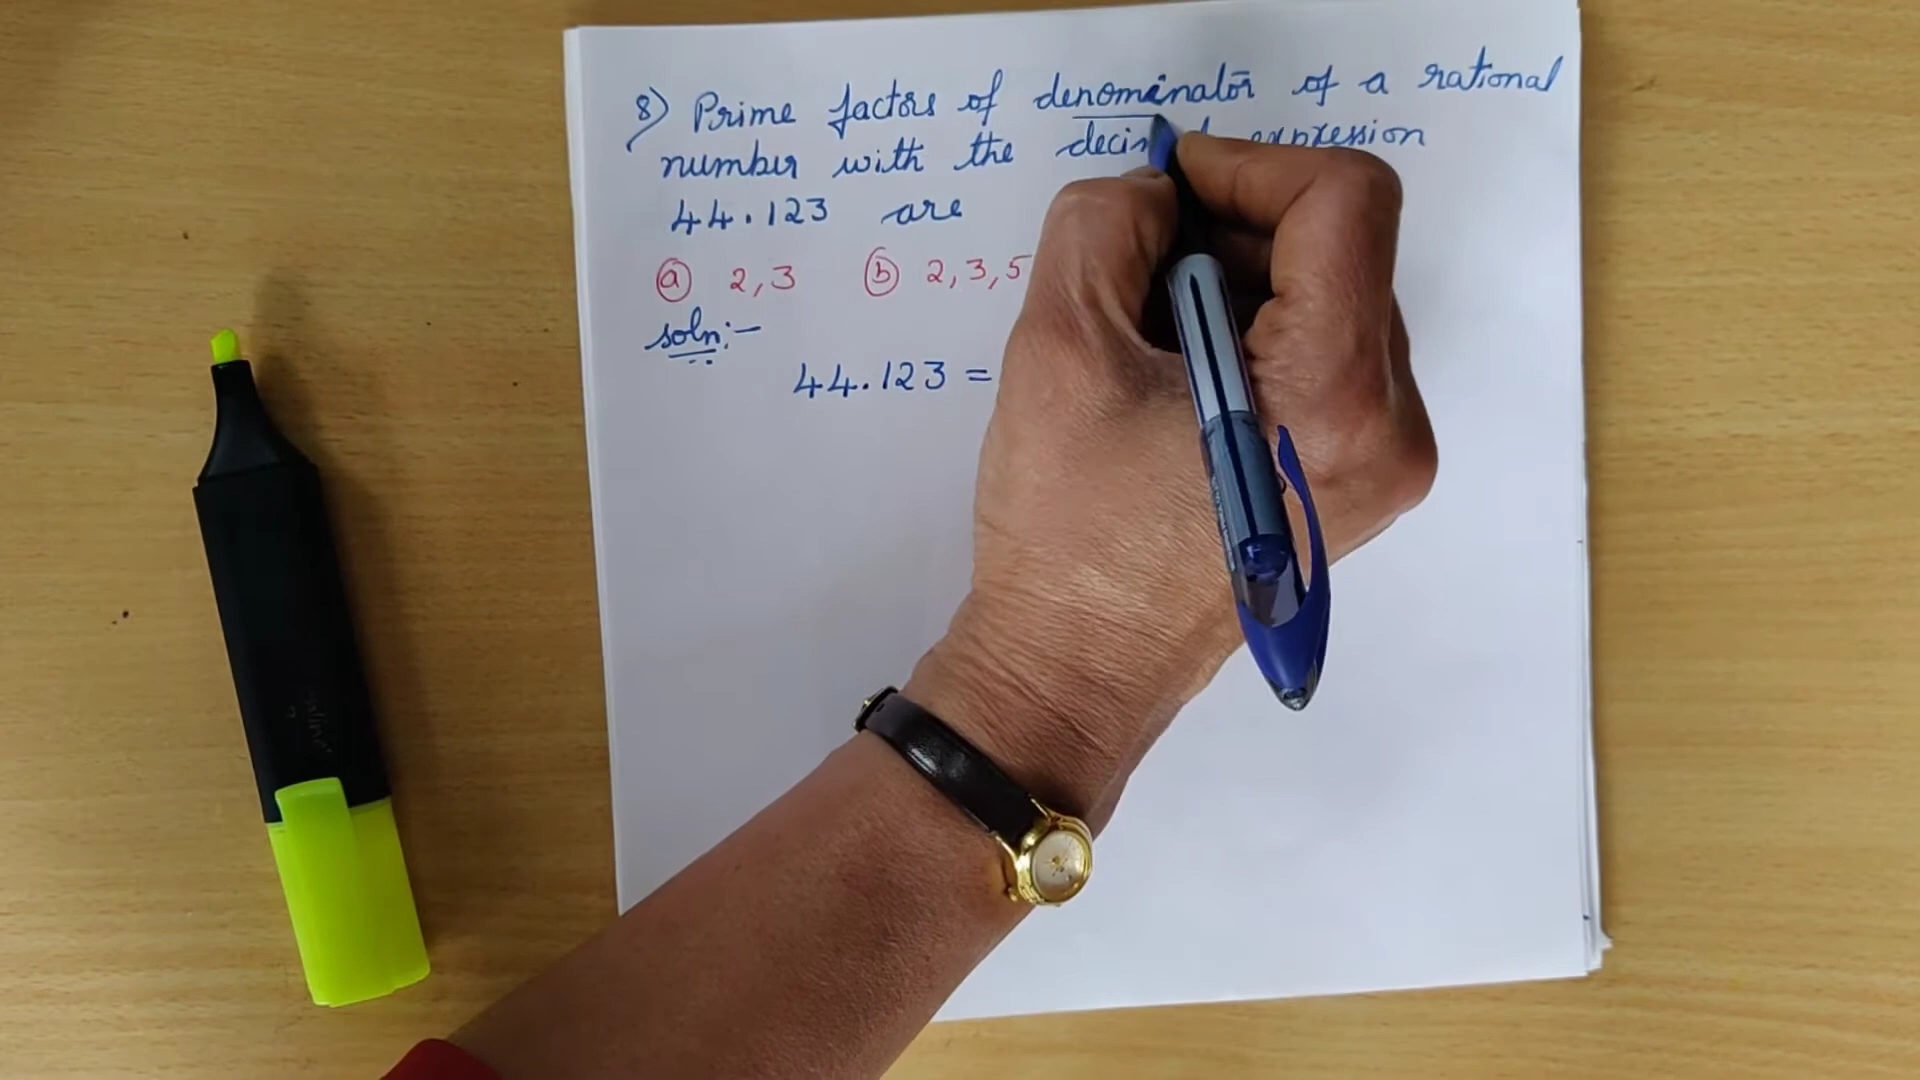 8) Prime factors of denominator of a rational
number with the expression
44.123 are
(a) 2,3 (b) 2,3,5
soln:-
44.123 =